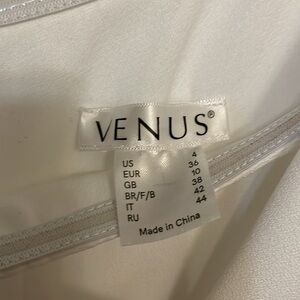 VENUS®
US 4
EUR 36
GB 10
BR/F/B 38
IT 42
RU 44
Made in China